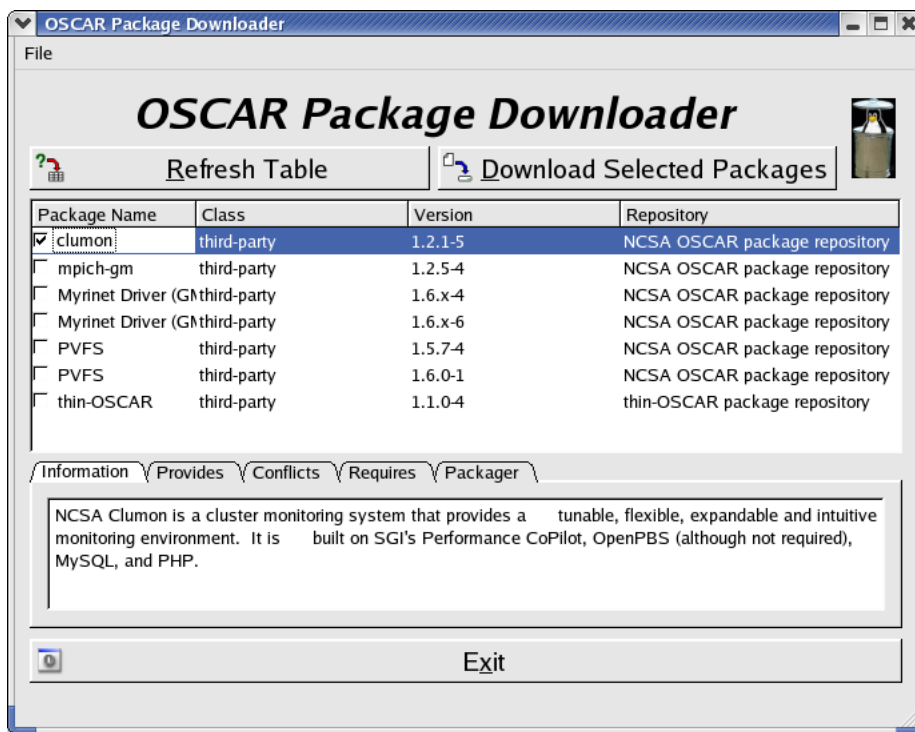 OSCAR Package Downloader
File
OSCAR Package Downloader
Refresh Table
Download Selected Packages
Package Name Class Version Repository
clumon third-party 1.2.1-5 NCSA OSCAR package repository
mpich-gm third-party 1.2.5-4 NCSA OSCAR package repository
Myrinet Driver (GM third-party 1.6.x-4 NCSA OSCAR package repository
Myrinet Driver (GM third-party 1.6.x-6 NCSA OSCAR package repository
PVFS third-party 1.5.7-4 NCSA OSCAR package repository
PVFS third-party 1.6.0-1 NCSA OSCAR package repository
thin-OSCAR third-party 1.1.0-4 thin-OSCAR package repository
Information Provides Conflicts Requires Packager
NCSA Clumon is a cluster monitoring system that provides a tunable, flexible, expandable and intuitive
monitoring environment. It is built on SGI's Performance CoPilot, OpenPBS (although not required),
MySQL, and PHP.
Exit